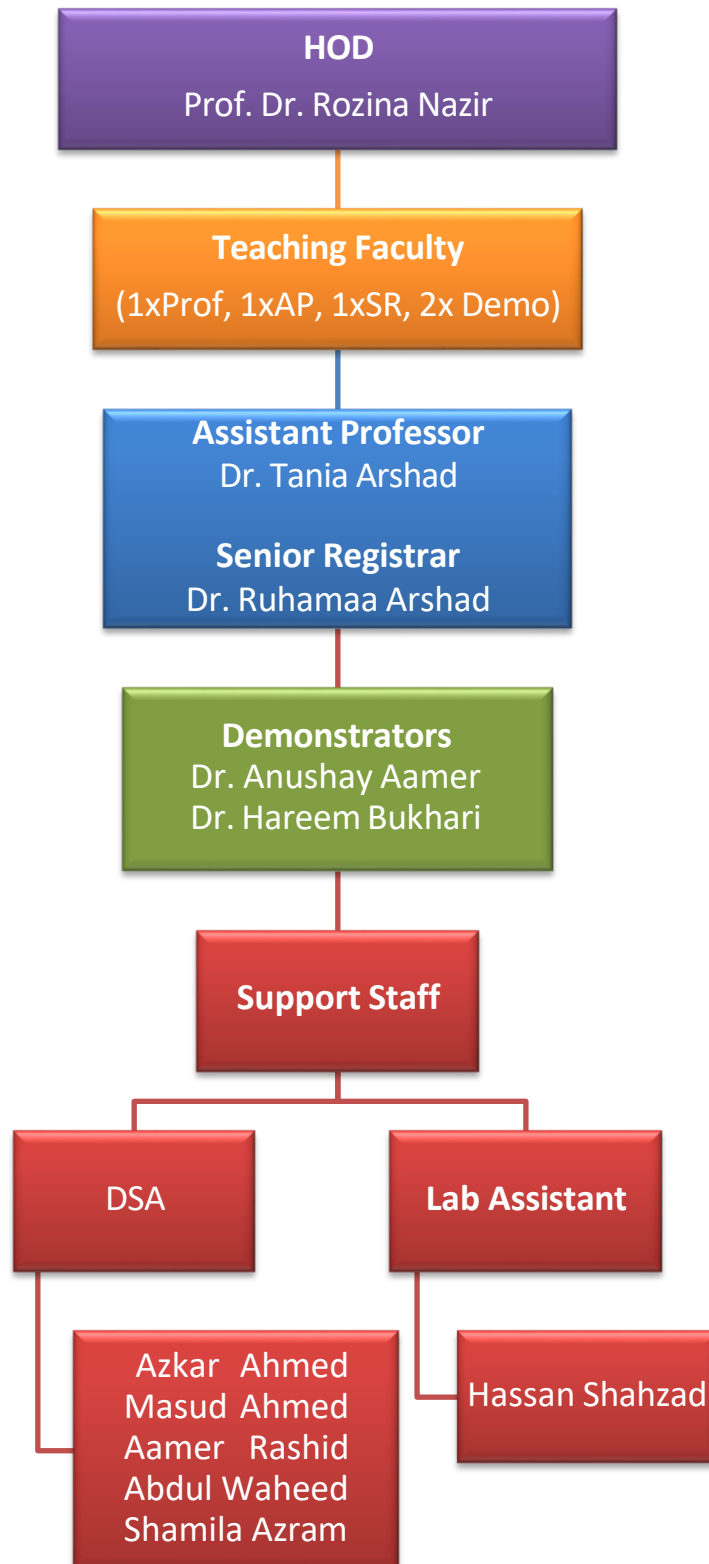 HOD
Prof. Dr. Rozina Nazir
Teaching Faculty
(1xProf, 1xAP, 1xSR, 2x Demo)
Assistant Professor
Dr. Tania Arshad
Senior Registrar
Dr. Ruhamaa Arshad
Demonstrators
Dr. Anushay Aamer
Dr. Hareem Bukhari
Support Staff
DSA
Lab Assistant
Azkar Ahmed
Masud Ahmed
Aamer Rashid
Abdul Waheed
Shamila Azram
Hassan Shahzad